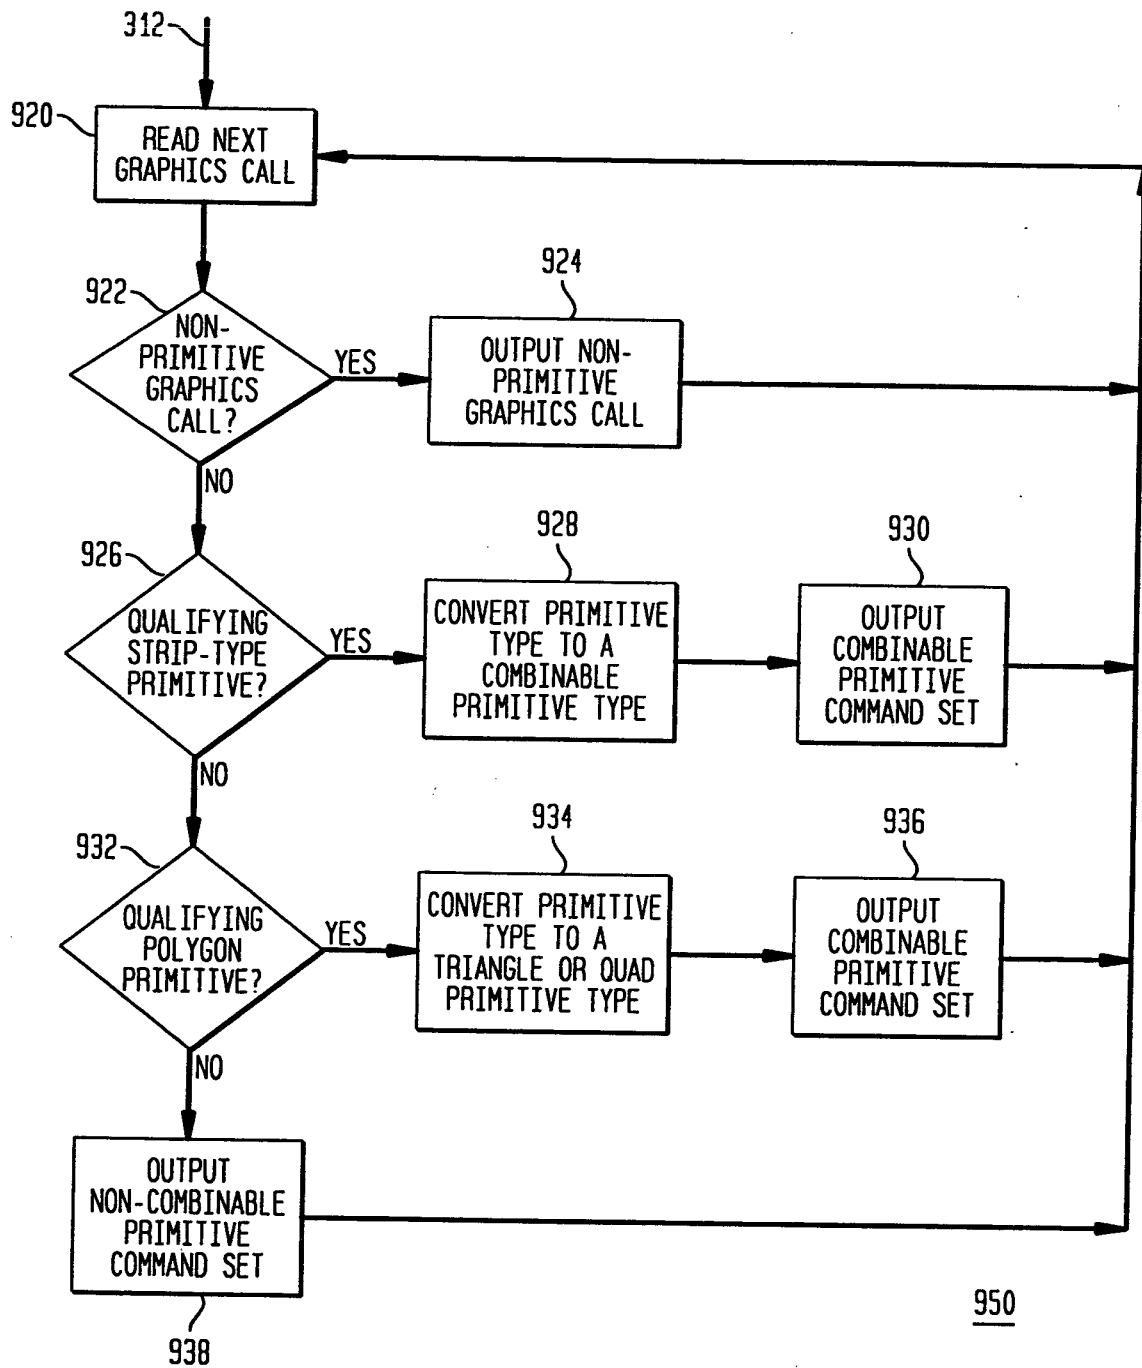 312
920
READ NEXT
GRAPHICS CALL
922
NON-
PRIMITIVE
GRAPHICS
CALL?
YES
NO
924
OUTPUT NON-
PRIMITIVE
GRAPHICS CALL
926
QUALIFYING
STRIP-TYPE
PRIMITIVE?
YES
NO
928
CONVERT PRIMITIVE
TYPE TO A
COMBINABLE
PRIMITIVE TYPE
930
OUTPUT
COMBINABLE
PRIMITIVE
COMMAND SET
932
QUALIFYING
POLYGON
PRIMITIVE?
YES
NO
934
CONVERT PRIMITIVE
TYPE TO A
TRIANGLE OR QUAD
PRIMITIVE TYPE
936
OUTPUT
COMBINABLE
PRIMITIVE
COMMAND SET
OUTPUT
NON-COMBINABLE
PRIMITIVE
COMMAND SET
938
950